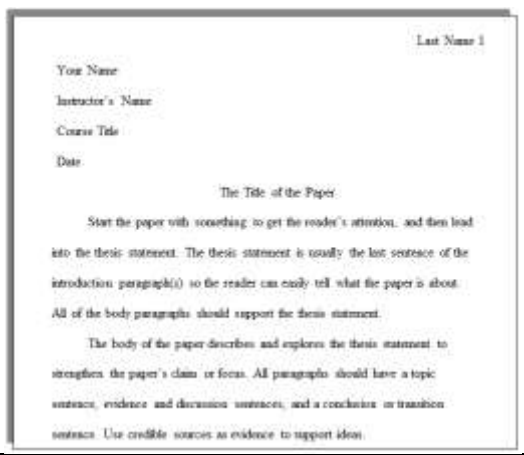 Last Name 1
Your Name
Instructor's Name
Course Title
Date
The Title of the Paper
Start the paper with something to get the reader's attention, and then lead
into the thesis statement. The thesis statement is usually the last sentence of the
introduction paragraph(s) so the reader can easily tell what the paper is about.
All of the body paragraphs should support the thesis statement.
The body of the paper describes and explores the thesis statement to
strengthen the paper's claim or focus. All paragraphs should have a topic
sentence, evidence and discussion sentences, and a conclusion or transition
sentence. Use credible sources as evidence to support ideas.